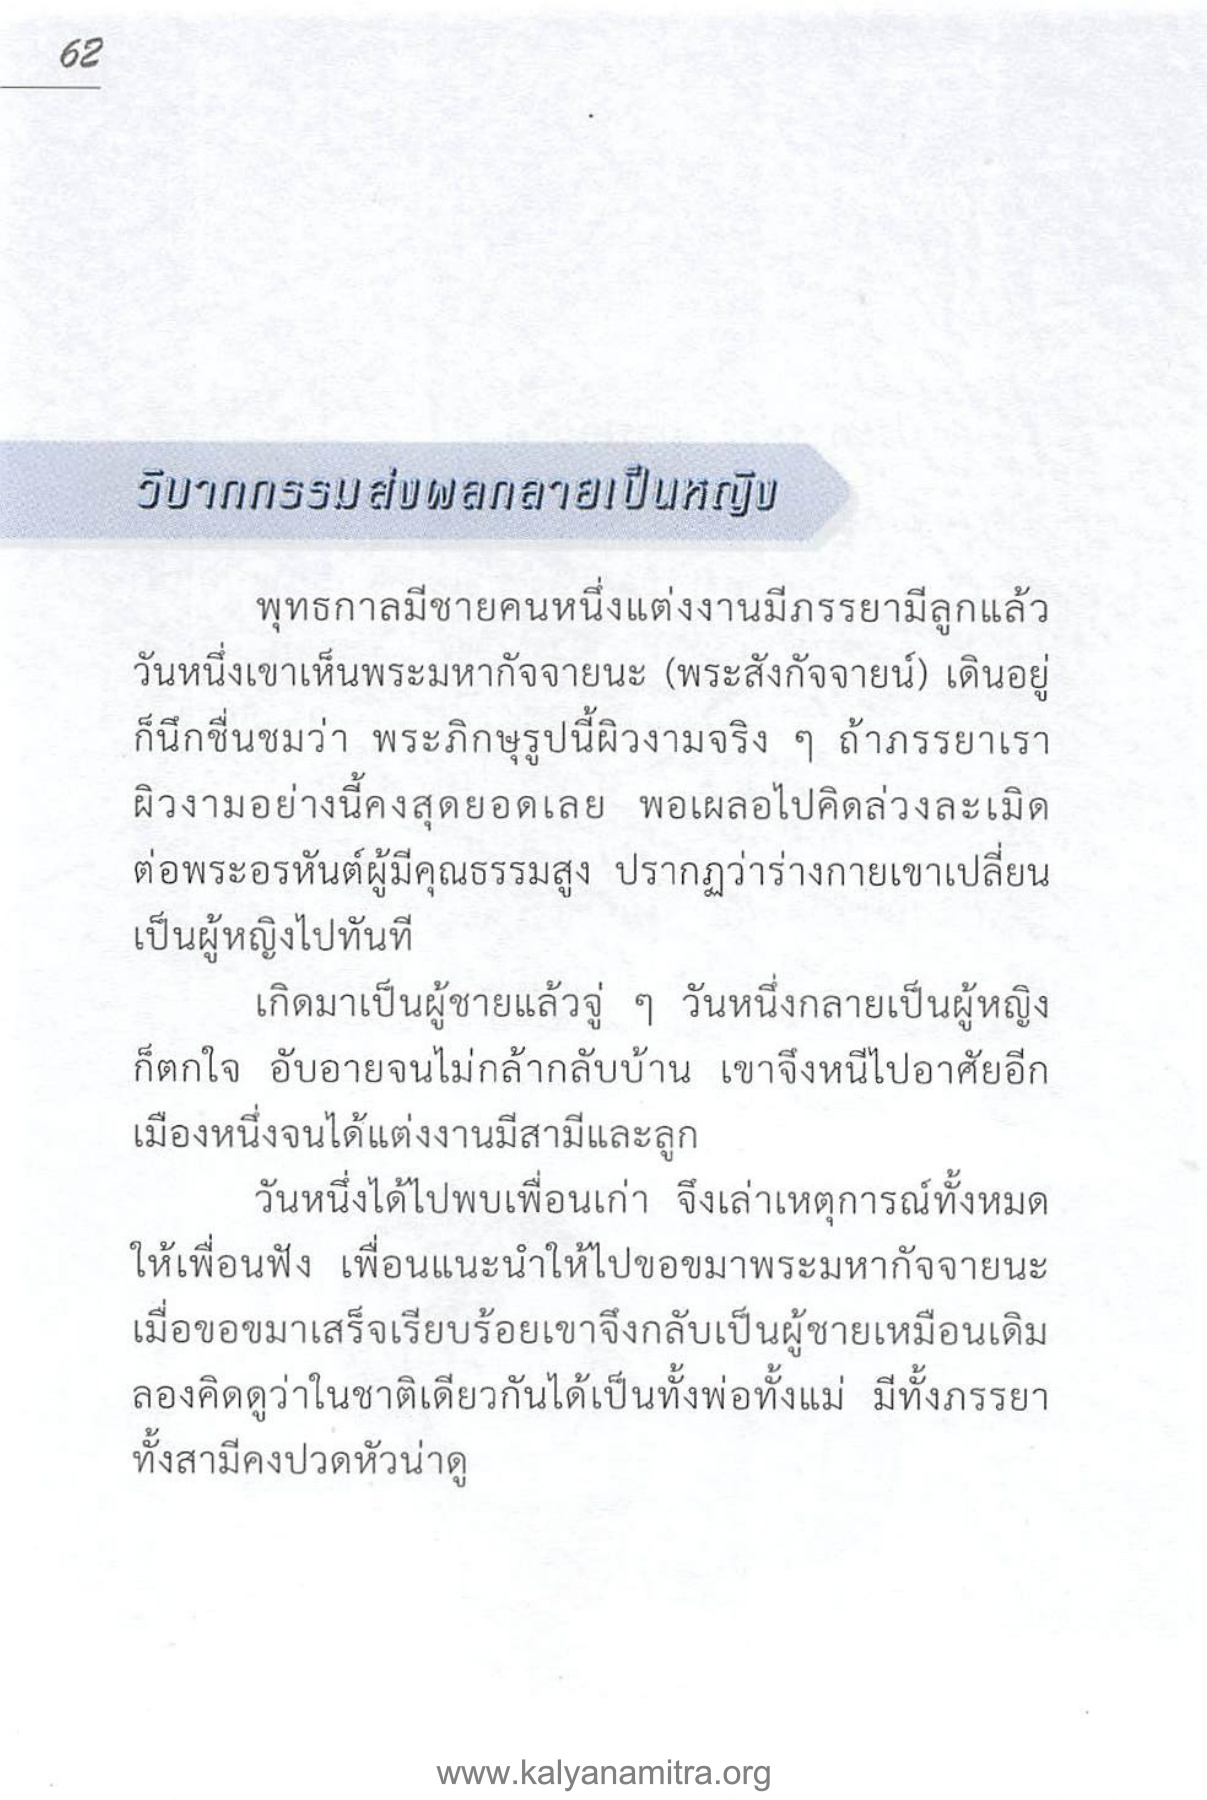 62
วิบากกรรมส่งผลกลายเป็นหญิง
พุทธกาลมีชายคนหนึ่งแต่งงานมีภรรยามีลูกแล้ว
วันหนึ่งเขาเห็นพระมหากัจจายนะ (พระสังกัจจายน์) เดินอยู่
ก็นึกชื่นชมว่า พระภิกษุรูปนี้ผิวงามจริง ๆ ถ้าภรรยาเรา
ผิวงามอย่างนี้คงสุดยอดเลย พอเผลอไปคิดล่วงละเมิด
ต่อพระอรหันต์ผู้มีคุณธรรมสูง ปรากฏว่าร่างกายเขาเปลี่ยน
เป็นผู้หญิงไปทันที
เกิดมาเป็นผู้ชายแล้วจู่ ๆ วันหนึ่งกลายเป็นผู้หญิง
ก็ตกใจ อับอายจนไม่กล้ากลับบ้าน เขาจึงหนีไปอาศัยอีก
เมืองหนึ่งจนได้แต่งงานมีสามีและลูก
วันหนึ่งได้ไปพบเพื่อนเก่า จึงเล่าเหตุการณ์ทั้งหมด
ให้เพื่อนฟัง เพื่อนแนะนำให้ไปขอขมาพระมหากัจจายนะ
เมื่อขอขมาเสร็จเรียบร้อยเขาจึงกลับเป็นผู้ชายเหมือนเดิม
ลองคิดดูว่าในชาติเดียวกันได้เป็นทั้งพ่อทั้งแม่ มีทั้งภรรยา
ทั้งสามีคงปวดหัวน่าดู
www.kalyanamitra.org